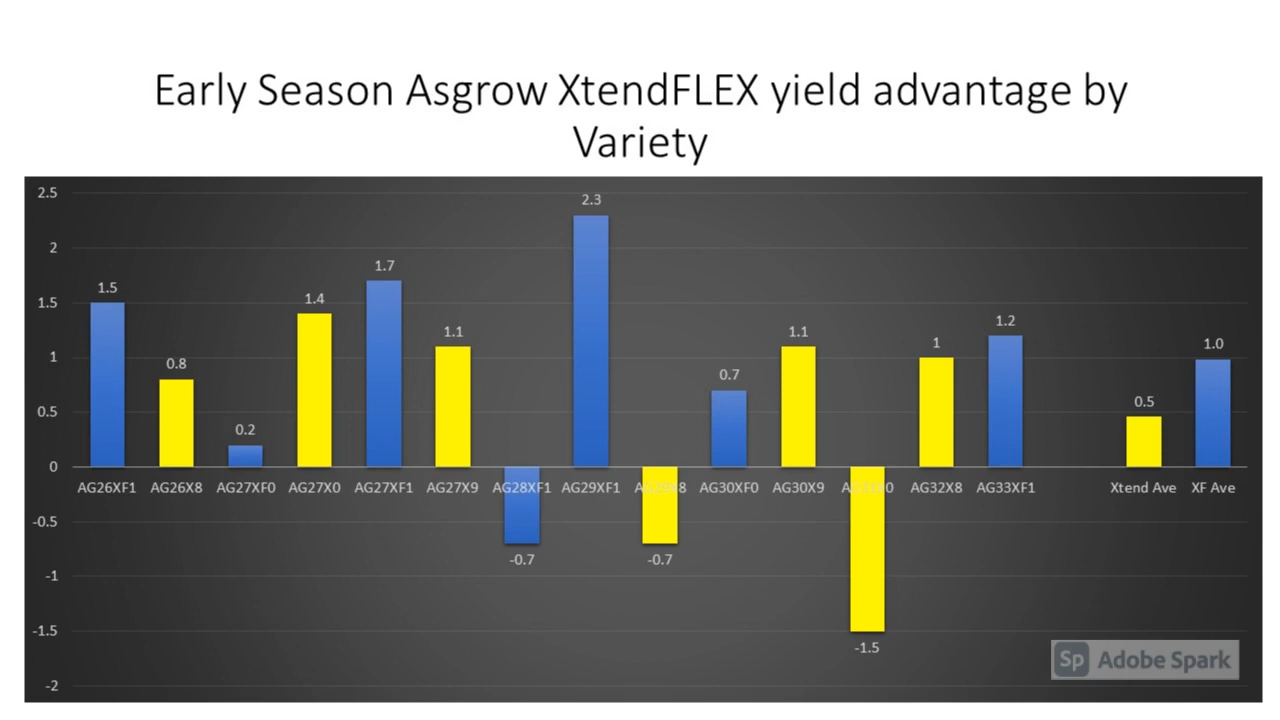 Early Season Asgrow XtendFLEX yield advantage by
Variety
2.5
2
1.5
1
0.5
0
-0.5
-1
-1.5
-2
1.5
0.8
0.2
1.4
1.7
1.1
-0.7
2.3
-0.7
0.7
1.1
-1.5
1
1.2
0.5
1.0
AG26XF1
AG26X8
AG27XF0
AG27X0
AG27XF1
AG27X9
AG28XF1
AG29XF1
AG30XF0
AG30X9
AG32X8
AG33XF1
Xtend Ave
XF Ave
Sp Adobe Spark